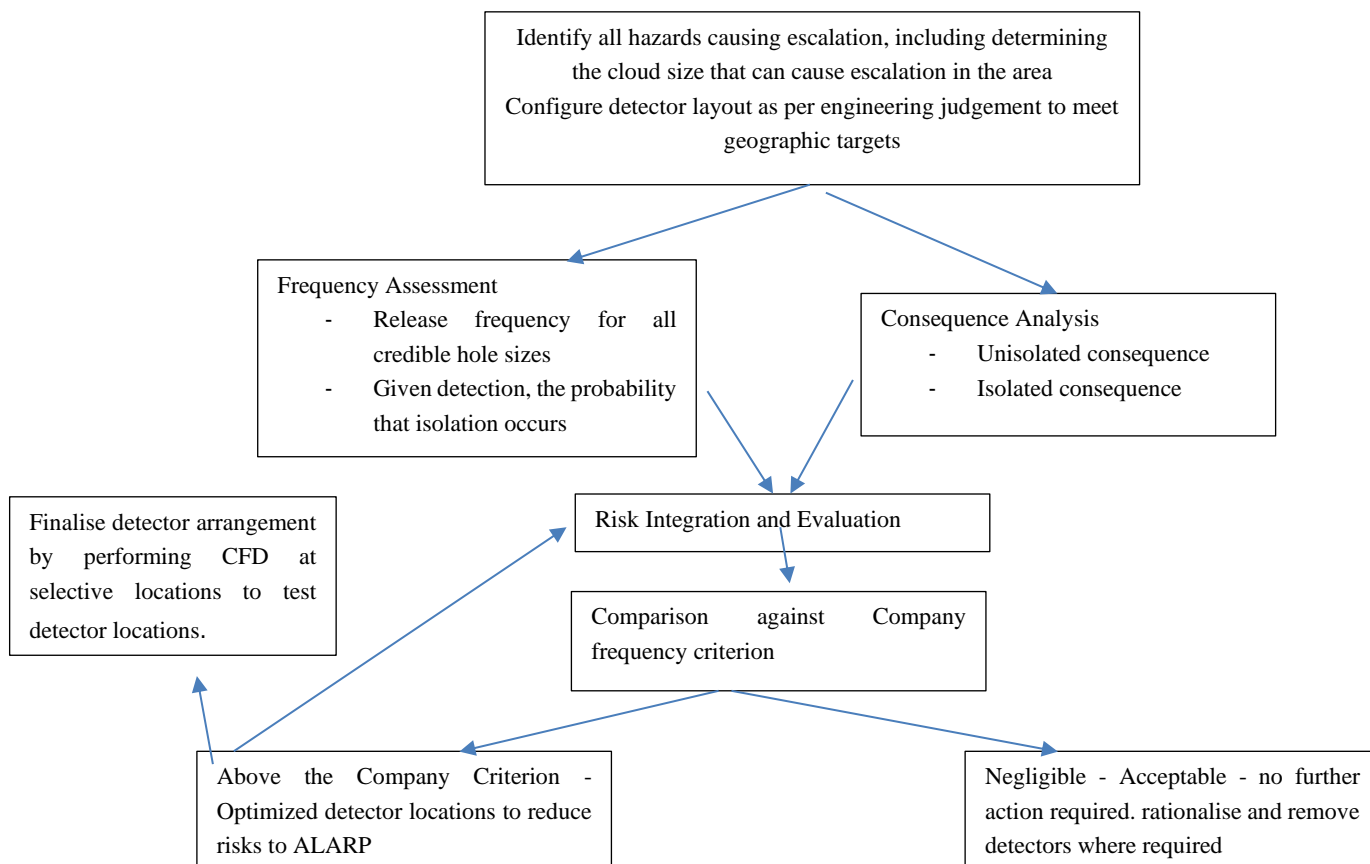 Identify all hazards causing escalation, including determining
the cloud size that can cause escalation in the area
Configure detector layout as per engineering judgement to meet
geographic targets
Frequency Assessment
- Release frequency for all
credible hole sizes
- Given detection, the probability
that isolation occurs
Consequence Analysis
- Unisolated consequence
- Isolated consequence
Risk Integration and Evaluation
Finalise detector arrangement
by performing CFD at
selective locations to test
detector locations.
Comparison against Company
frequency criterion
Above the Company Criterion -
Optimized detector locations to reduce
risks to ALARP
Negligible - Acceptable - no further
action required. rationalise and remove
detectors where required